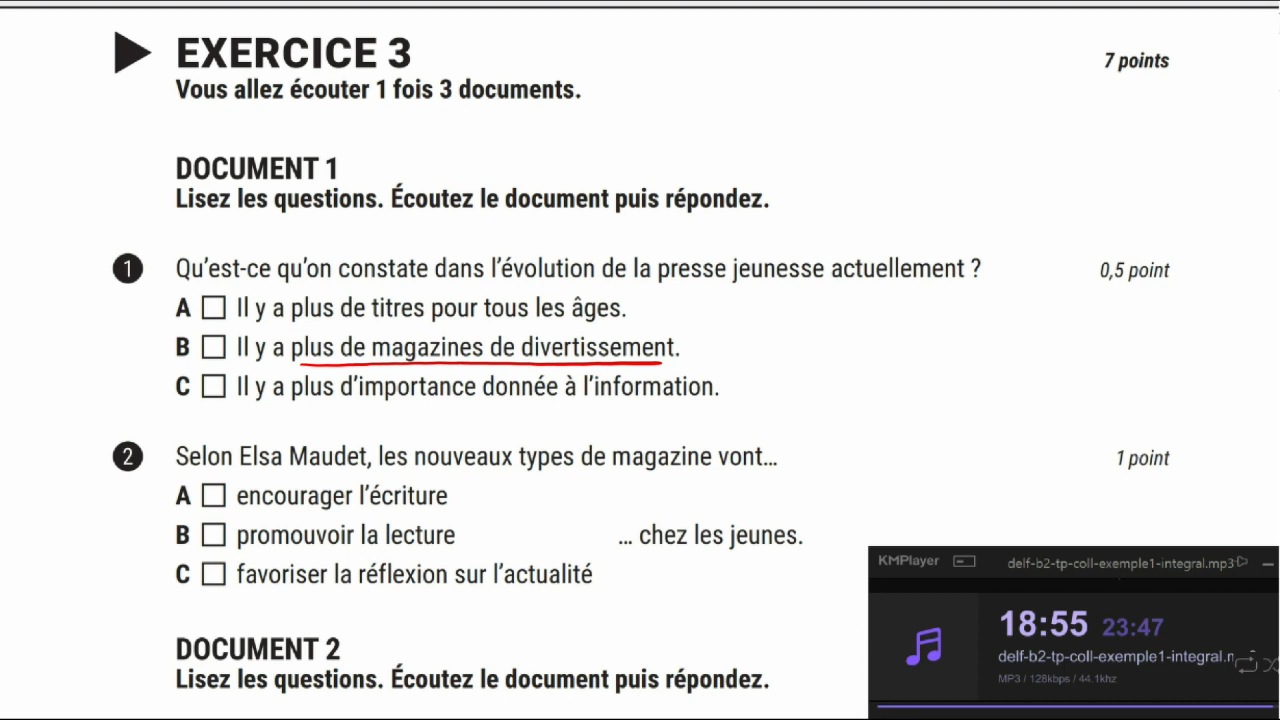 EXERCICE 3
7 points
Vous allez écouter 1 fois 3 documents.
DOCUMENT 1
Lisez les questions. Écoutez le document puis répondez.
1 Qu'est-ce qu'on constate dans l'évolution de la presse jeunesse actuellement ? 0,5 point
A Il y a plus de titres pour tous les âges.
B Il y a plus de magazines de divertissement.
C Il y a plus d'importance donnée à l'information.
2 Selon Elsa Maudet, les nouveaux types de magazine vont... 1 point
A encourager l'écriture
B promouvoir la lecture ... chez les jeunes.
C favoriser la réflexion sur l'actualité
DOCUMENT 2
Lisez les questions. Écoutez le document puis répondez.
KMPlayer delf-b2-tp-coll-exemple1-integral.mp3
18:55 23:47
delf-b2-tp-coll-exemple1-integral.n
MP3 / 128kbps / 44.1khz